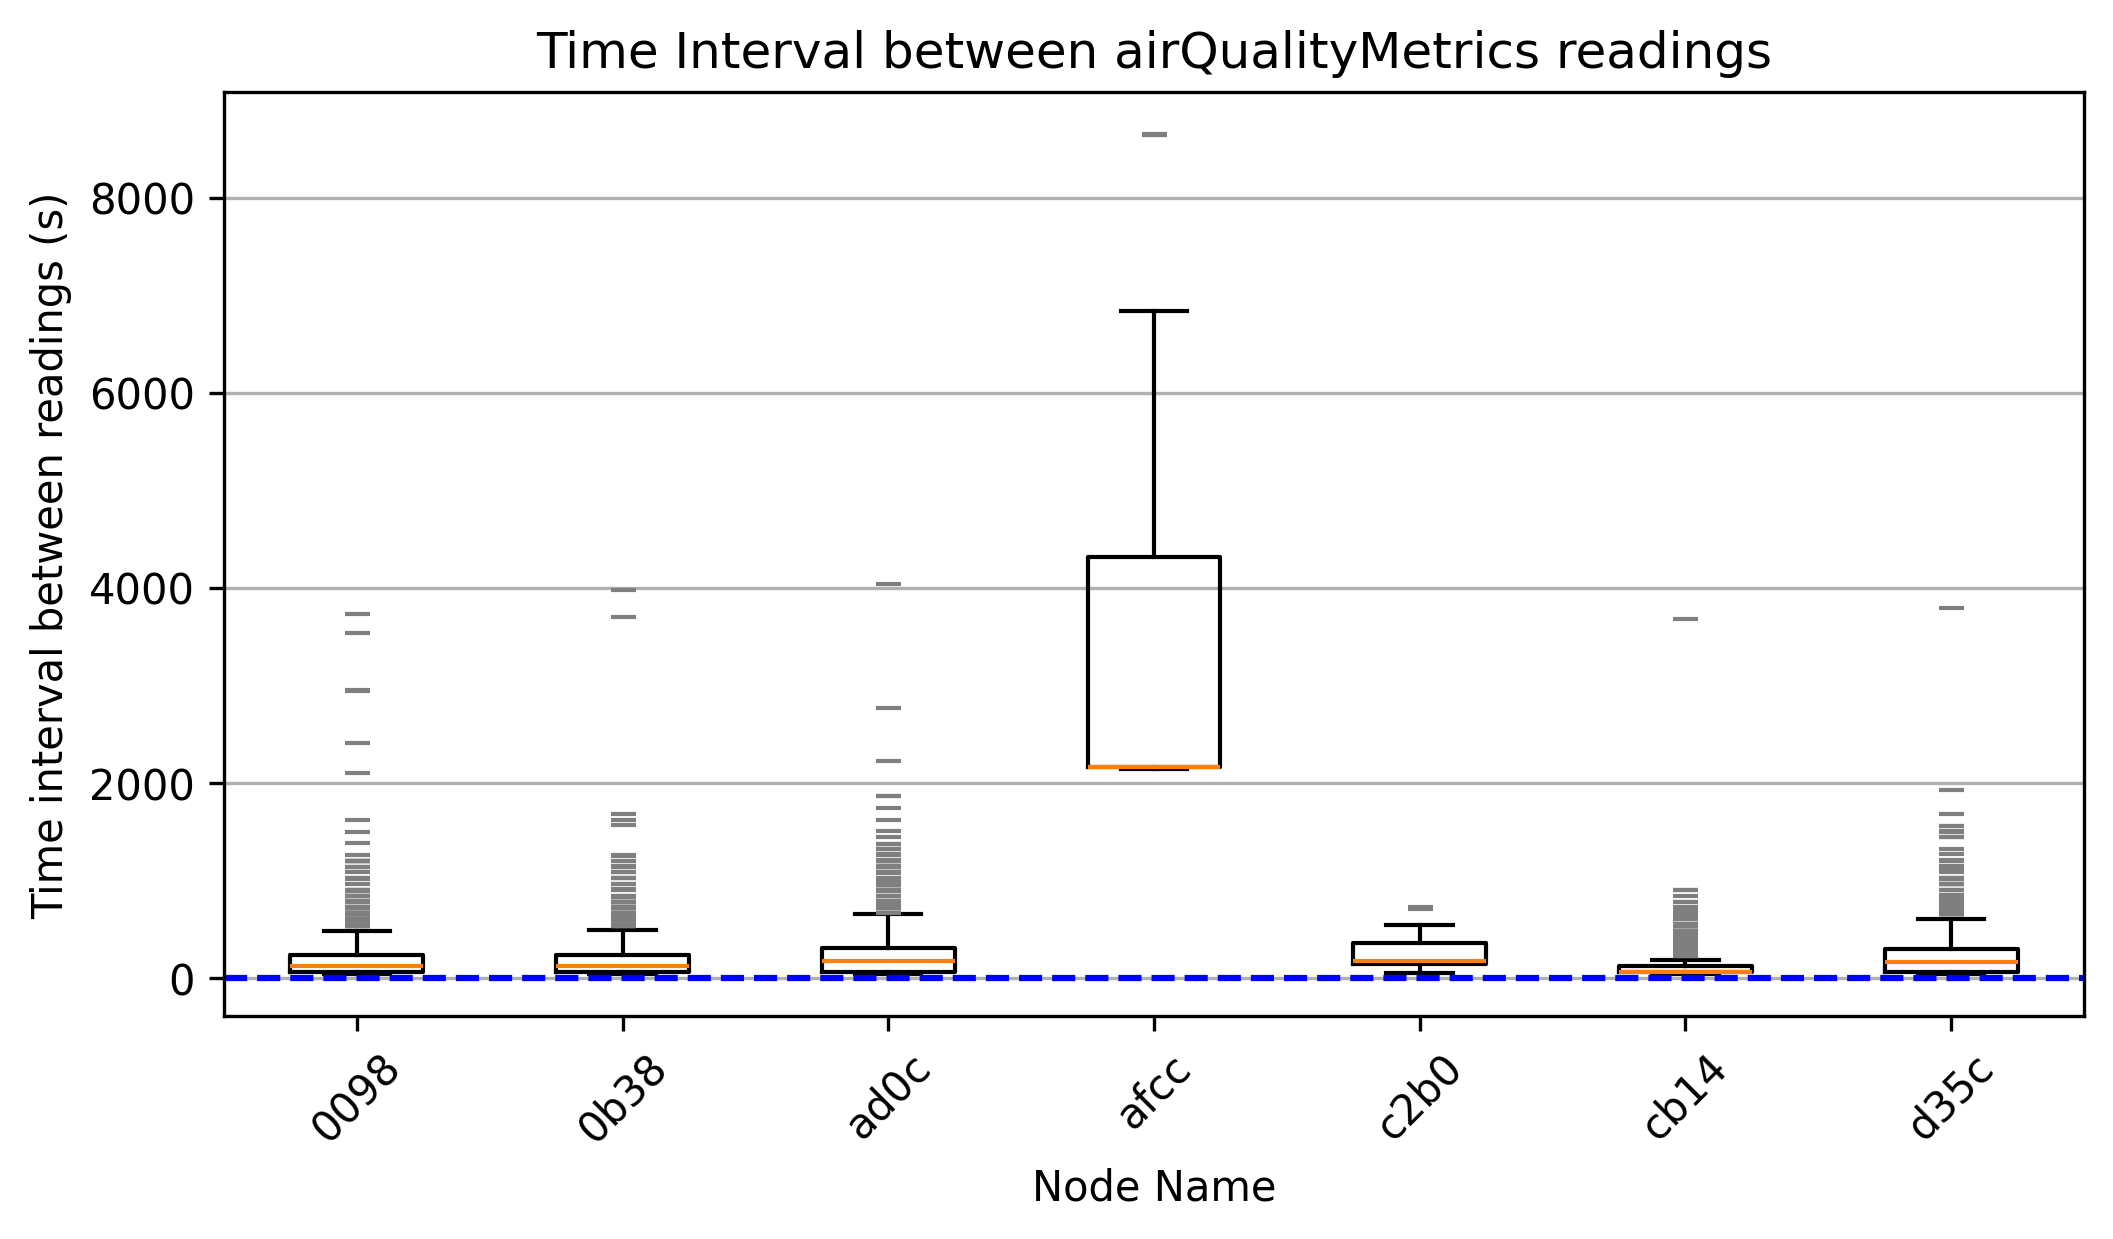 Time Interval between airQualityMetrics readings
Time interval between readings (s)
8000
6000
4000
2000
0
0098
0b38
ad0c
afcc
c2b0
cb14
d35c
Node Name